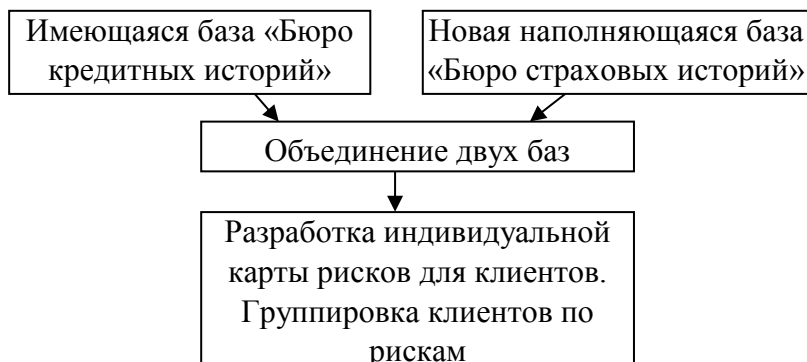 Имеющаяся база «Бюро
кредитных историй»
Новая наполняющаяся база
«Бюро страховых историй»
Объединение двух баз
Разработка индивидуальной
карты рисков для клиентов.
Группировка клиентов по
рискам